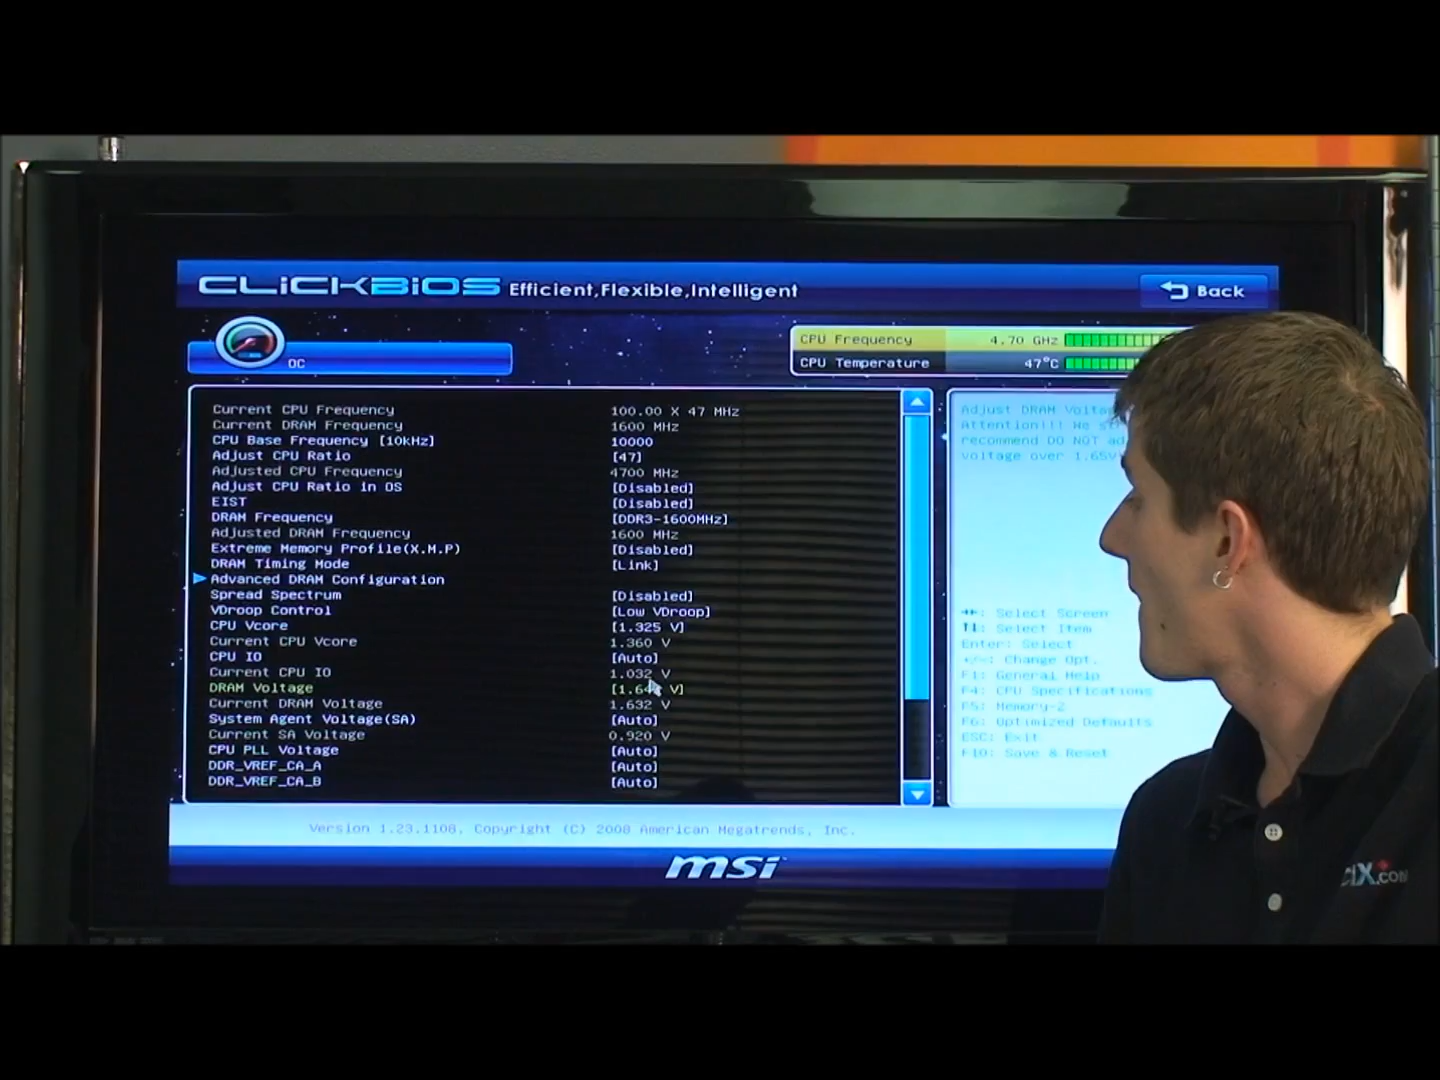 CLiCKBiOS Efficient,Flexible,Intelligent
Back
OC
CPU Frequency 4.70 GHz
CPU Temperature 47°C
Current CPU Frequency 100.00 X 47 MHz
Current DRAM Frequency 1600 MHz
CPU Base Frequency [10kHz] 10000
Adjust CPU Ratio [47]
Adjusted CPU Frequency 4700 MHz
Adjust CPU Ratio in OS [Disabled]
EIST [Disabled]
DRAM Frequency [DDR3-1600MHz]
Adjusted DRAM Frequency 1600 MHz
Extreme Memory Profile(X.M.P) [Disabled]
DRAM Timing Mode [Link]
Advanced DRAM Configuration
Spread Spectrum [Disabled]
VDroop Control [Low VDroop]
CPU Vcore [1.325 V]
Current CPU Vcore 1.360 V
CPU IO [Auto]
Current CPU IO 1.032 V
DRAM Voltage V]
Current DRAM Voltage 1.632 V
System Agent Voltage(SA) [Auto]
Current SA Voltage 0.920 V
CPU PLL Voltage [Auto]
DDR_VREF_CA_A [Auto]
DDR_VREF_CA_B [Auto]
Adjust DRAM
Attention!!! We
recommend DO NOT
voltage over 1.65V
←→: Select Screen
↑↓: Select Item
Enter: Select
+/-: Change Opt.
F1: General Help
F4: CPU Specifications
F5: Memory-Z
F6: Optimized Defaults
ESC: Exit
F10: Save & Reset
Version 1.23.1108. Copyright (C) 2008 American Megatrends, Inc.
msi